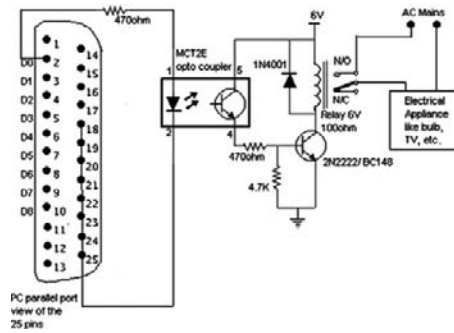 470ohm
1
2
3
4
5
6
7
8
9
10
11
12
13
14
15
16
17
18
19
20
21
22
23
24
25
D0
D1
D2
D3
D4
D5
D6
D7
D8
PC parallel port
view of the
25 pins
MCT2E
opto coupler
1
5
2
4
470ohm
4.7K
1N4001
6V
Relay 6V
100ohm
2N2222/ BC148
N/O
N/C
AC Mains
Electrical
Appliance
like bulb,
TV, etc.